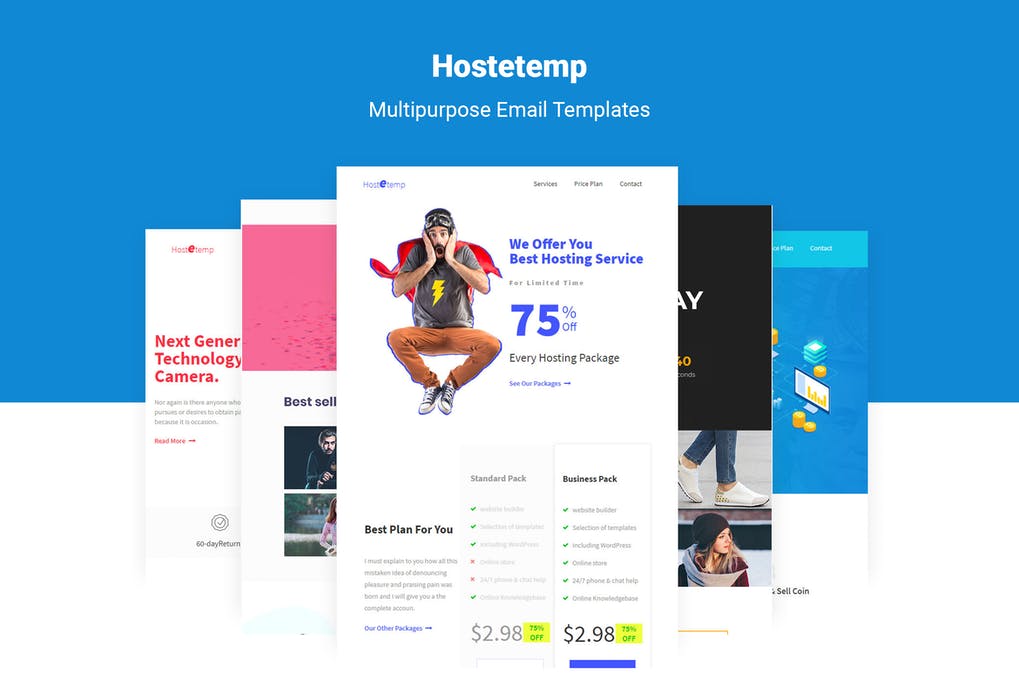 Hostetemp
Multipurpose Email Templates
Hostetemp
Services
Price Plan
Contact
We Offer You
Best Hosting Service
For Limited Time
75%
Off
Every Hosting Package
See Our Packages
Best Plan For You
I must explain to you how all this
mistaken idea of denouncing
pleasure and praising pain was
born and I will give you a the
complete accoun.
Our Other Packages
Standard Pack
website builder
Selection of templates
Including WordPress
Online store
24/7 phone & chat help
Online Knowledgebase
$2.98
75%
OFF
Business Pack
website builder
Selection of templates
Including WordPress
Online store
24/7 phone & chat help
Online Knowledgebase
$2.98
75%
OFF
Hostetemp
Next Gener
Technology
Camera.
Nor again is there anyone who
pursues or desires to obtain pa
because it is occasion.
Read More
60-dayReturn
Best sell
AY
40
conds
ce Plan
Contact
& Sell Coin